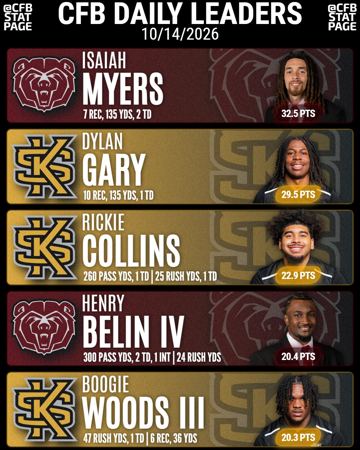 @CFB
STAT
PAGE
CFB DAILY LEADERS
10/14/2026
@CFB
STAT
PAGE
ISAIAH
MYERS
7 REC, 135 YDS, 2 TD
32.5 PTS
KS
DYLAN
GARY
10 REC, 135 YDS, 1 TD
29.5 PTS
KS
RICKIE
COLLINS
260 PASS YDS, 1 TD | 25 RUSH YDS, 1 TD
22.9 PTS
HENRY
BELIN IV
300 PASS YDS, 2 TD, 1 INT | 24 RUSH YDS
20.4 PTS
KS
BOOGIE
WOODS III
47 RUSH YDS, 1 TD | 6 REC, 36 YDS
20.3 PTS